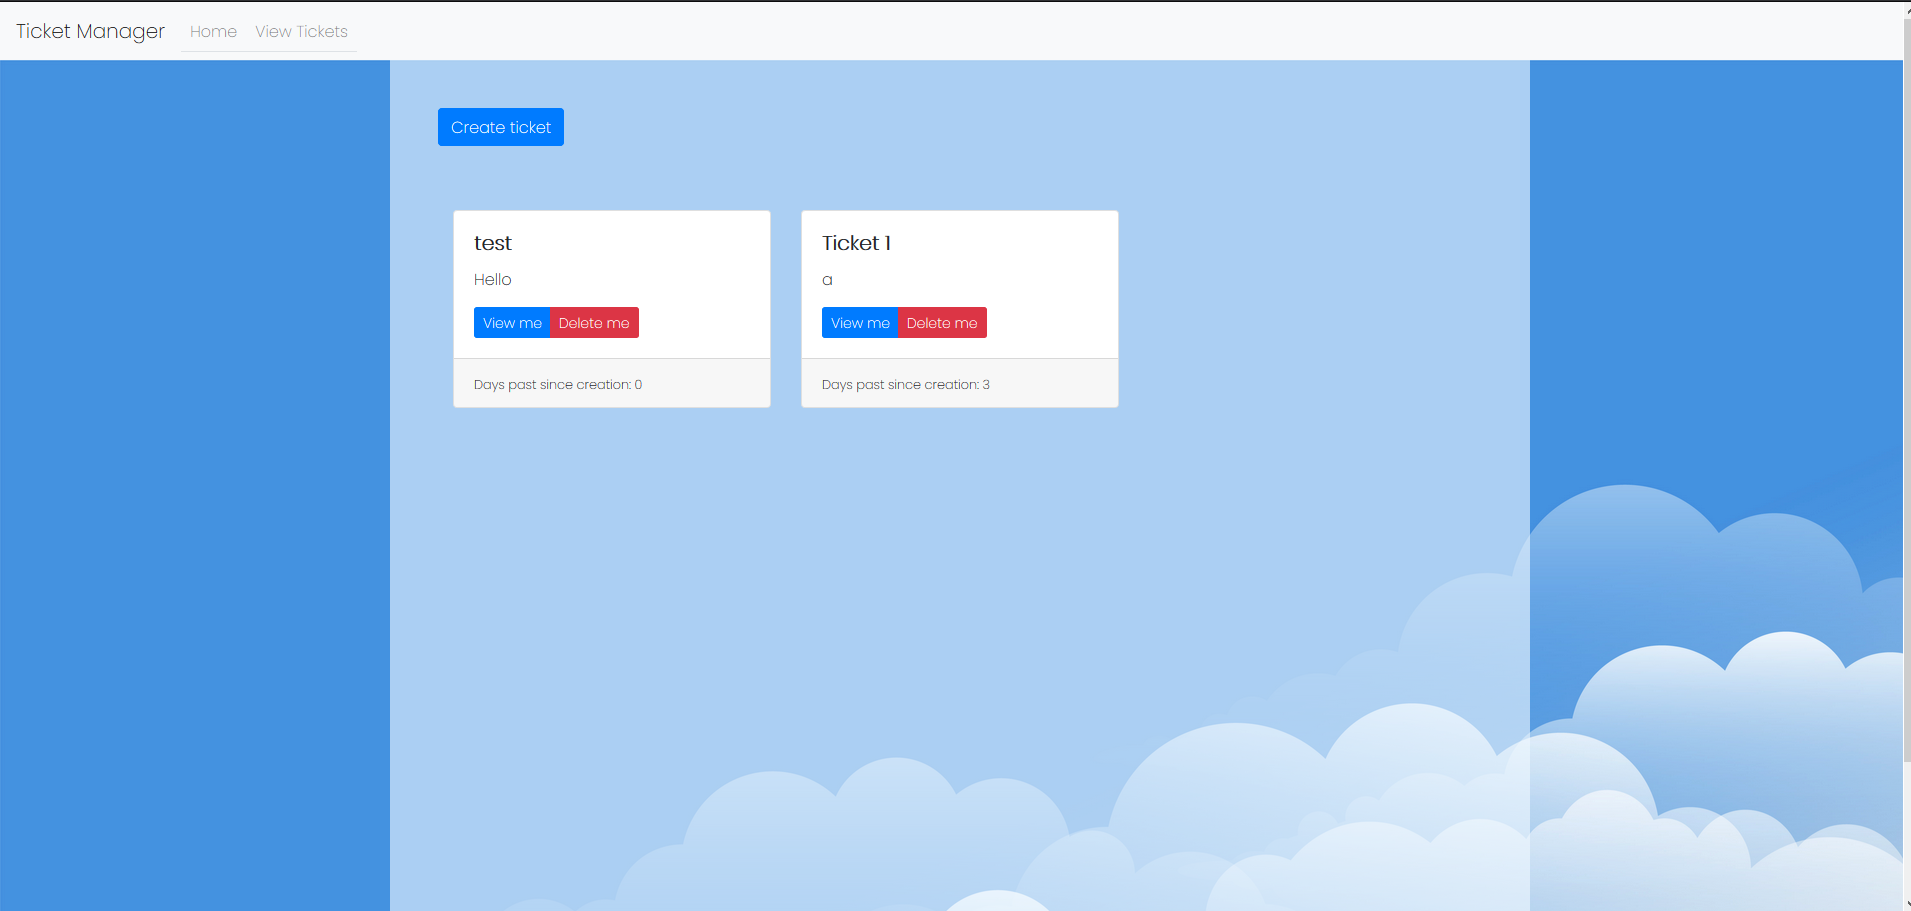 Ticket Manager Home View Tickets
Create ticket
test
Hello
View me Delete me
Days past since creation: 0
Ticket 1
a
View me Delete me
Days past since creation: 3